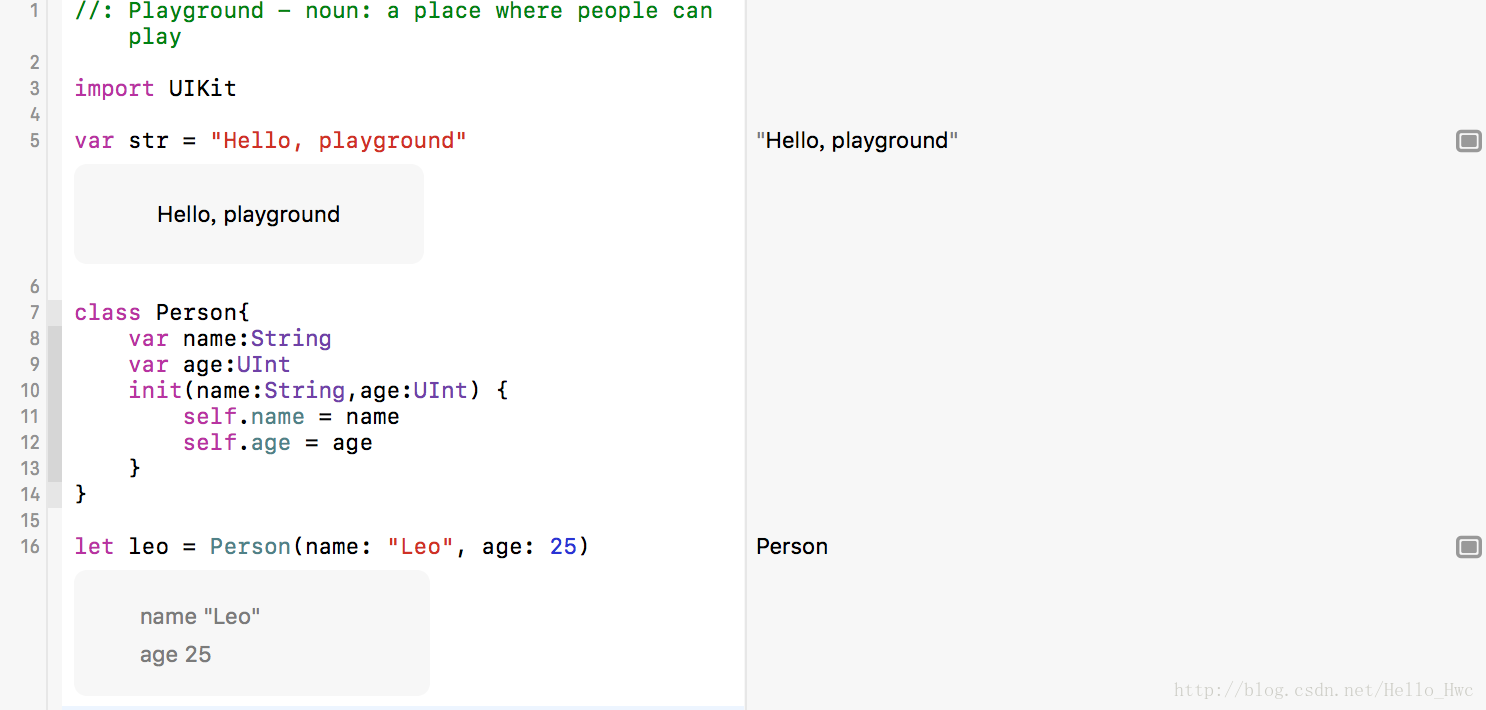 1 //: Playground – noun: a place where people can
play
2
3 import UIKit
4
5 var str = "Hello, playground" "Hello, playground"
Hello, playground
6
7 class Person{
8 var name:String
9 var age:UInt
10 init(name:String,age:UInt) {
11 self.name = name
12 self.age = age
13 }
14 }
15
16 let leo = Person(name: "Leo", age: 25) Person
name "Leo"
age 25
http://blog.csdn.net/Hello_Hwc